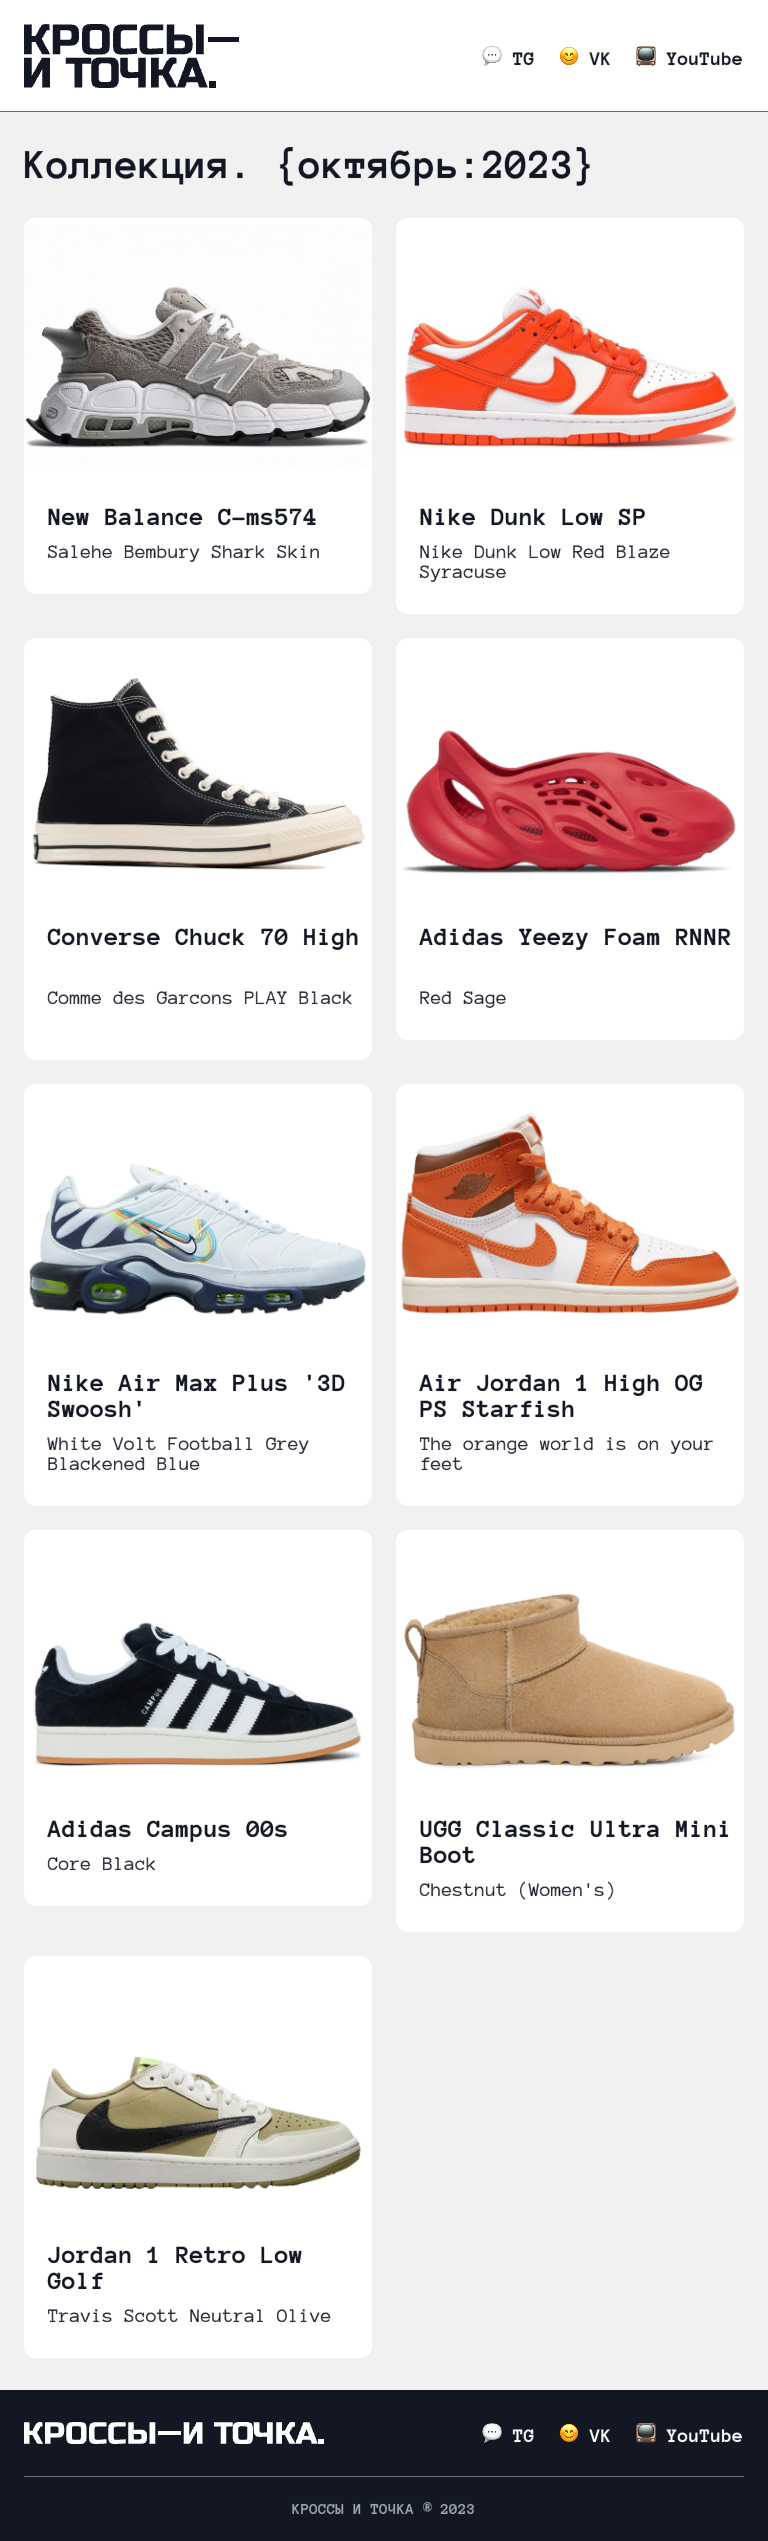 КРОССЫ—
И ТОЧКА.
TG VK YouTube
Коллекция. {октябрь:2023}
New Balance C-ms574
Salehe Bembury Shark Skin
Nike Dunk Low SP
Nike Dunk Low Red Blaze
Syracuse
Converse Chuck 70 High
Comme des Garcons PLAY Black
Adidas Yeezy Foam RNNR
Red Sage
Nike Air Max Plus '3D
Swoosh'
White Volt Football Grey
Blackened Blue
Air Jordan 1 High OG
PS Starfish
The orange world is on your
feet
CAMPUS
Adidas Campus 00s
Core Black
UGG Classic Ultra Mini
Boot
Chestnut (Women's)
Jordan 1 Retro Low
Golf
Travis Scott Neutral Olive
КРОССЫ—И ТОЧКА.
TG VK YouTube
КРОССЫ И ТОЧКА ® 2023